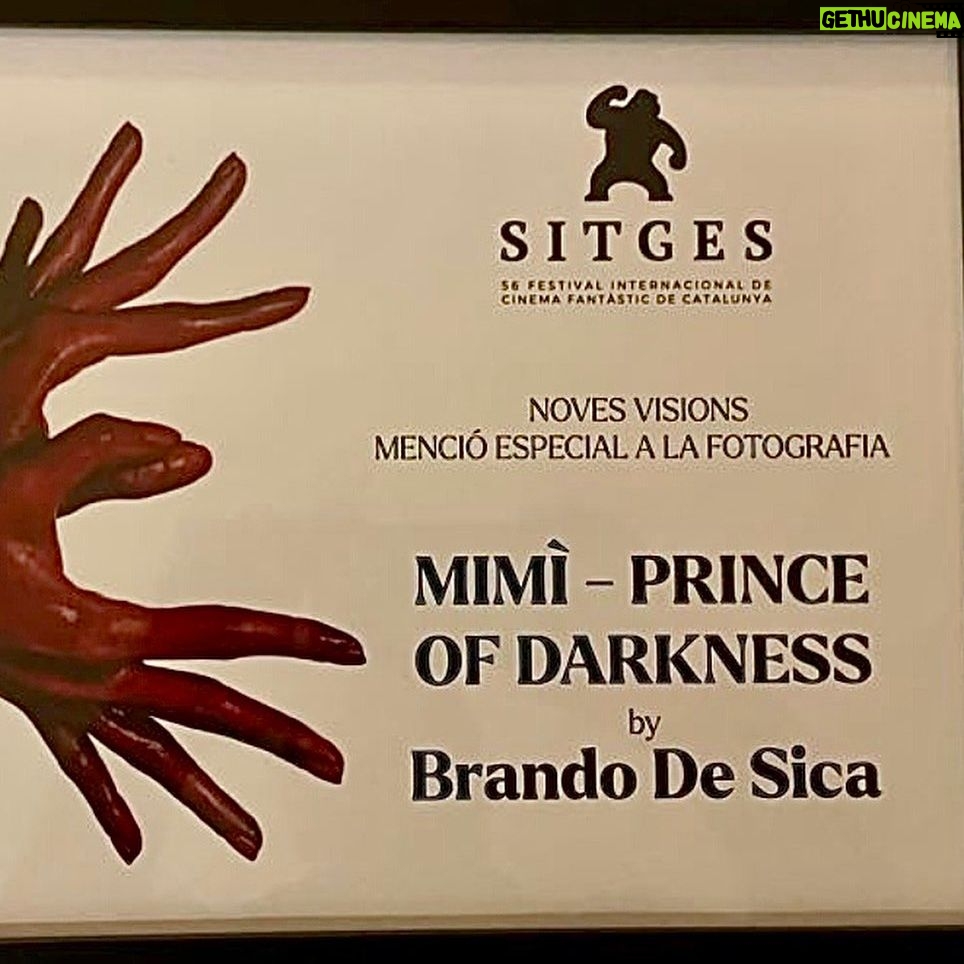 GETHUCINEMA
SITGES
56 FESTIVAL INTERNACIONAL DE
CINEMA FANTÀSTIC DE CATALUNYA
NOVES VISIONS
MENCIÓ ESPECIAL A LA FOTOGRAFIA
MIMÌ – PRINCE
OF DARKNESS
by
Brando De Sica